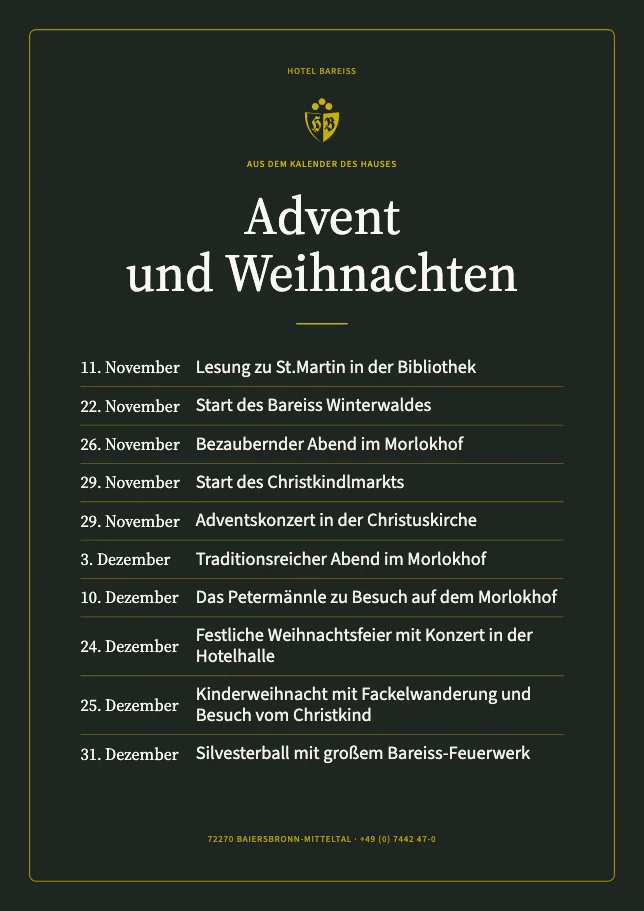 HOTEL BAREISS
HB
AUS DEM KALENDER DES HAUSES
Advent
und Weihnachten
11. November Lesung zu St.Martin in der Bibliothek
22. November Start des Bareiss Winterwaldes
26. November Bezaubernder Abend im Morlokhof
29. November Start des Christkindlmarkts
29. November Adventskonzert in der Christuskirche
3. Dezember Traditionsreicher Abend im Morlokhof
10. Dezember Das Petermännle zu Besuch auf dem Morlokhof
24. Dezember Festliche Weihnachtsfeier mit Konzert in der
Hotelhalle
25. Dezember Kinderweihnacht mit Fackelwanderung und
Besuch vom Christkind
31. Dezember Silvesterball mit großem Bareiss-Feuerwerk
72270 BAIERSBRONN-MITTELTAL · +49 (0) 7442 47-0